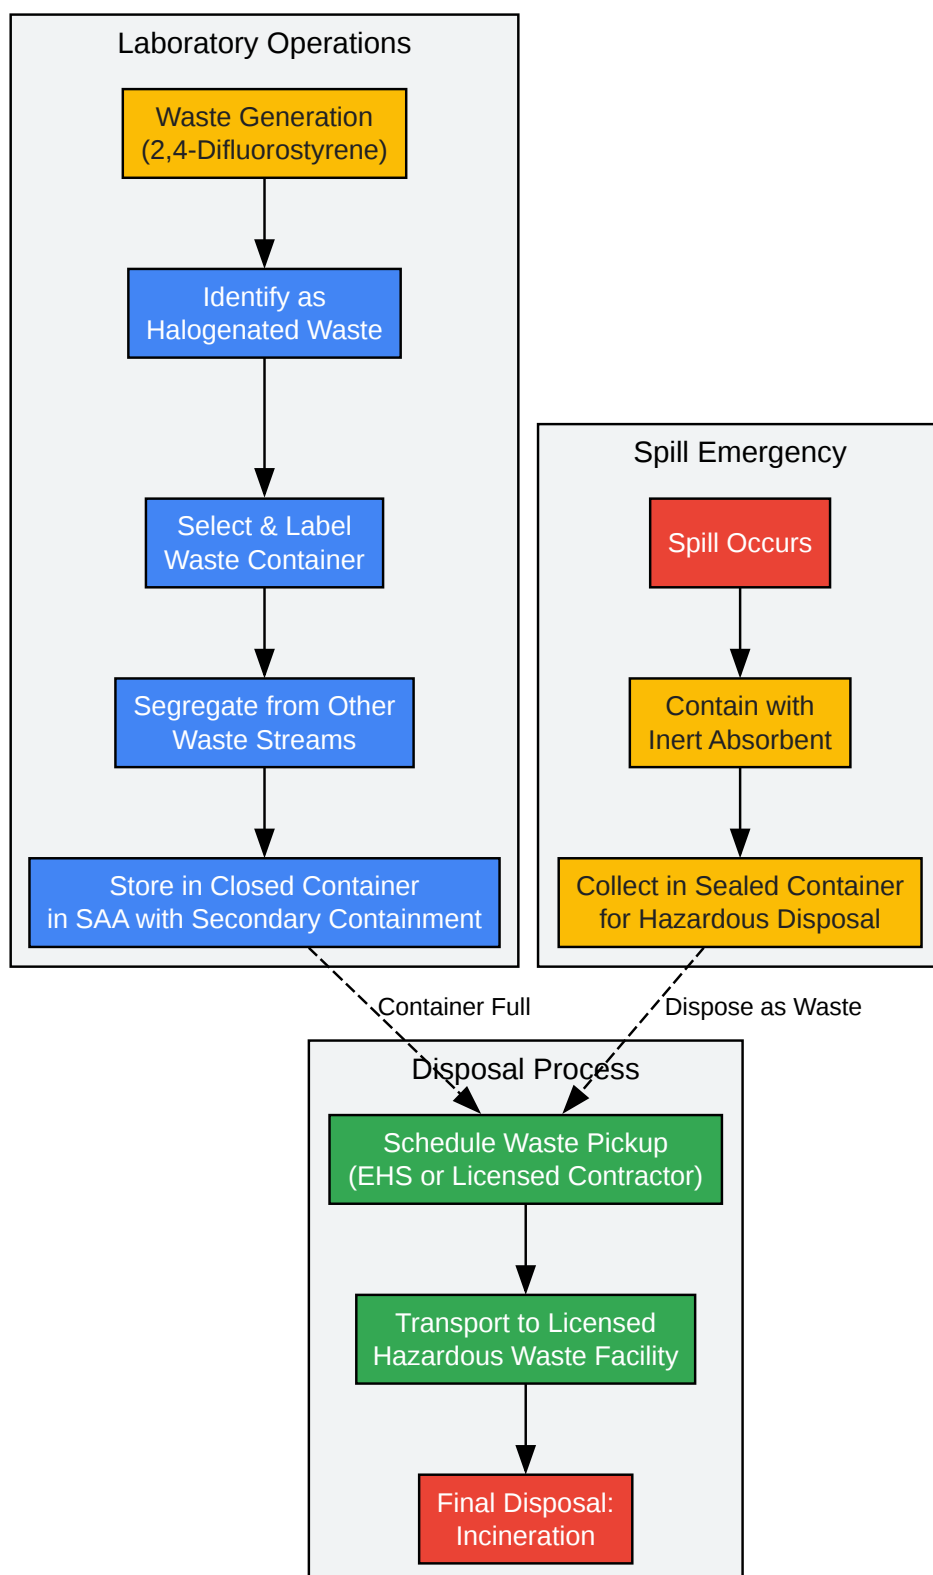 Laboratory Operations
Waste Generation
(2,4-Difluorostyrene)
Identify as
Halogenated Waste
Select & Label
Waste Container
Segregate from Other
Waste Streams
Store in Closed Container
in SAA with Secondary Containment
Spill Emergency
Spill Occurs
Contain with
Inert Absorbent
Collect in Sealed Container
for Hazardous Disposal
Container Full
Dispose as Waste
Disposal Process
Schedule Waste Pickup
(EHS or Licensed Contractor)
Transport to Licensed
Hazardous Waste Facility
Final Disposal:
Incineration